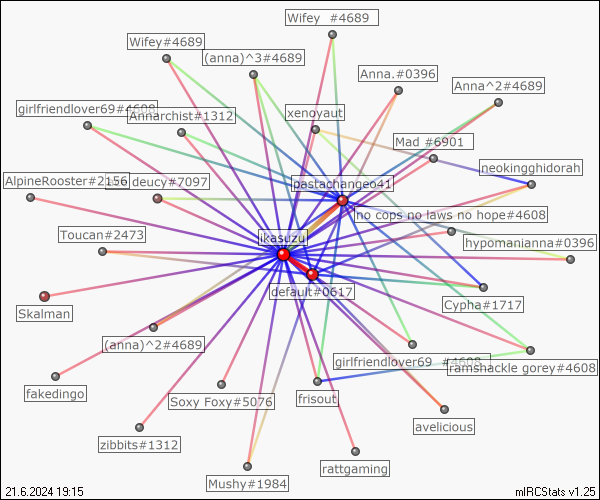 Wifey #4689
Wifey#4689
(anna)^3#4689
Anna.#0396
Anna^2#4689
girlfriendlover69#4608
Annarchist#1312
xenoyaut
Mad #6901
neokingghidorah
AlpineRooster#2156
deucy#7097
pastachangeo41
no cops no laws no hope#4608
Toucan#2473
ikasuzu
hypomanianna#0396
default#0617
Cypha#1717
Skalman
(anna)^2#4689
girlfriendlover69 #4608
ramshackle gorey#4608
fakedingo
Soxy Foxy#5076
frisout
avelicious
zibbits#1312
Mushy#1984
rattgaming
21.6.2024 19:15
mIRCStats v1.25